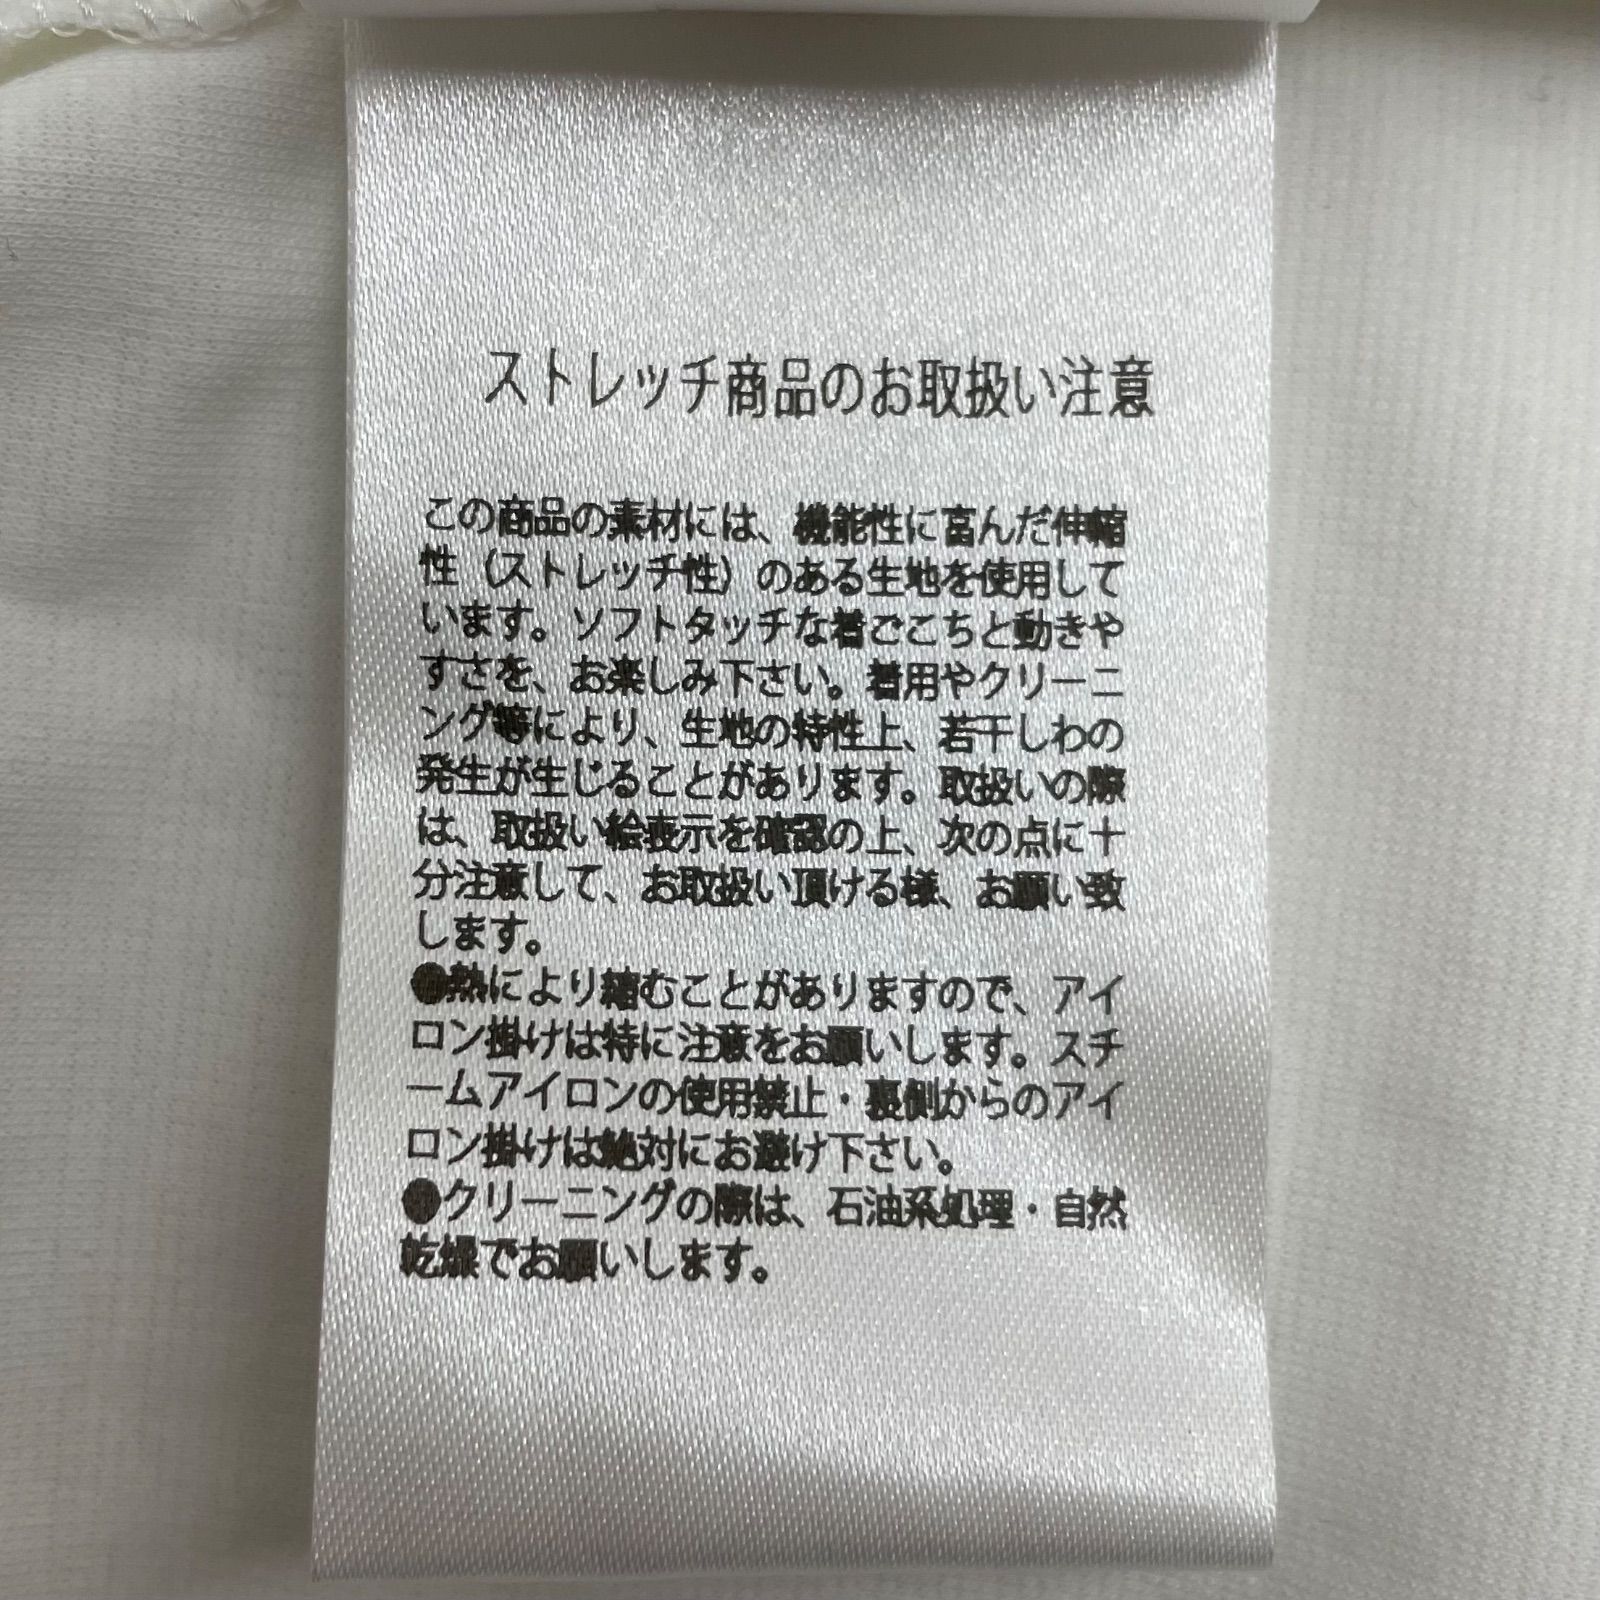 ストレッチ商品のお取扱い注意
この商品の素材には、機能性に富んだ伸縮
性（ストレッチ性）のある生地を使用して
います。ソフトタッチな着ごこちと動きや
すさを、お楽しみ下さい。着用やクリーニ
ング等により、生地の特性上、若干しわの
発生が生じることがあります。取扱いの際
は、取扱い絵表示を確認の上、次の点に十
分注意して、お取扱い頂ける様、お願い致
します。
●熱により縮むことがありますので、アイ
ロン掛けは特に注意をお願いします。スチ
ームアイロンの使用禁止・裏側からのアイ
ロン掛けは絶対にお避け下さい。
●クリーニングの際は、石油系処理・自然
乾燥でお願いします。